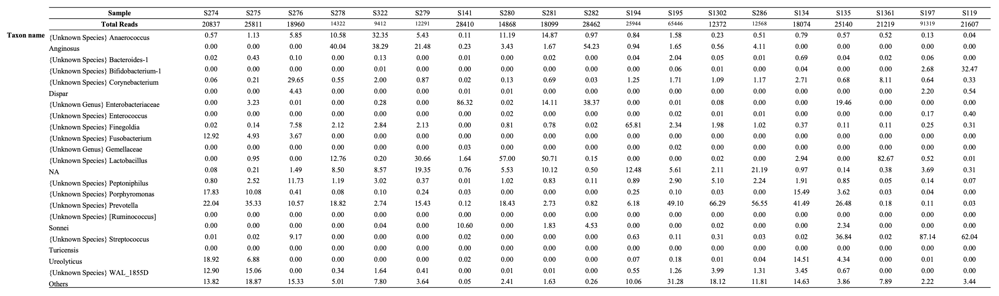 Sample S274 S275 S276 S278 S322 S279 S141 S280 S281 S282 S194 S195 S1302 S286 S134 S135 S1361 S197 S119
Total Reads 20837 25811 18960 14322 9412 12291 28410 14868 18099 28462 25944 65446 12372 12568 18074 25140 21219 91319 21607
Taxon name {Unknown Species} Anaerococcus 0.57 1.13 5.85 10.58 32.35 5.43 0.11 11.19 14.87 0.97 0.84 1.58 0.23 0.51 0.79 0.57 0.52 0.13 0.04
Anginosus 0.00 0.00 0.00 40.04 38.29 21.48 0.23 3.43 1.67 54.23 0.94 1.65 0.56 4.11 0.00 0.00 0.00 0.00 0.00
{Unknown Species} Bacteroides-1 0.02 0.43 0.10 0.00 0.13 0.00 0.01 0.00 0.02 0.00 0.04 2.04 0.05 0.01 0.69 0.04 0.02 0.06 0.00
{Unknown Species} Bifidobacterium-1 0.00 0.00 0.00 0.00 0.01 0.00 0.00 0.00 0.00 0.00 0.00 0.06 0.01 0.00 0.04 0.00 0.00 2.68 32.47
{Unknown Species} Corynebacterium 0.06 0.21 29.65 0.55 2.00 0.87 0.02 0.13 0.69 0.03 1.25 1.71 1.09 1.17 2.71 0.68 8.11 0.64 0.33
Dispar 0.00 0.00 4.43 0.00 0.00 0.00 0.01 0.01 0.00 0.00 0.00 0.00 0.00 0.00 0.00 0.00 0.00 2.20 0.54
{Unknown Genus} Enterobacteriaceae 0.00 3.23 0.01 0.00 0.28 0.00 86.32 0.02 14.11 38.37 0.00 0.01 0.08 0.00 0.00 19.46 0.00 0.00 0.00
{Unknown Species} Enterococcus 0.00 0.00 0.00 0.00 0.00 0.00 0.00 0.02 0.00 0.00 0.00 0.02 0.01 0.01 0.00 0.00 0.00 0.17 0.40
{Unknown Species} Finegoldia 0.02 0.14 7.58 2.12 2.84 2.13 0.00 0.81 0.78 0.02 65.81 2.34 1.98 1.02 0.37 0.11 0.11 0.25 0.31
{Unknown Species} Fusobacterium 12.92 4.93 3.67 0.00 0.00 0.00 0.00 0.00 0.00 0.00 0.00 0.00 0.00 0.00 0.00 0.00 0.00 0.00 0.00
{Unknown Genus} Gemellaceae 0.00 0.00 0.00 0.00 0.00 0.00 0.03 0.00 0.00 0.00 0.00 0.02 0.00 0.00 0.00 0.00 0.00 0.00 0.00
{Unknown Species} Lactobacillus 0.00 0.95 0.00 12.76 0.20 30.66 1.64 57.00 50.71 0.15 0.00 0.00 0.02 0.00 2.94 0.00 82.67 0.52 0.01
NA 0.08 0.21 1.49 8.50 8.57 19.35 0.76 5.53 10.12 0.50 12.48 5.61 2.11 21.19 0.97 0.14 0.38 3.69 0.31
{Unknown Species} Peptoniphilus 0.80 2.52 11.73 1.19 3.02 0.37 0.01 1.02 0.83 0.11 0.89 2.90 5.10 2.24 1.91 0.85 0.05 0.14 0.07
{Unknown Species} Porphyromonas 17.83 10.08 0.41 0.08 0.10 0.24 0.03 0.00 0.00 0.00 0.25 0.10 0.03 0.00 15.49 3.62 0.03 0.04 0.00
{Unknown Species} Prevotella 22.04 35.33 10.57 18.82 2.74 15.43 0.12 18.43 2.73 0.82 6.18 49.10 66.29 56.55 41.49 26.48 0.18 0.11 0.03
{Unknown Species} [Ruminococcus] 0.00 0.00 0.00 0.00 0.00 0.00 0.00 0.00 0.00 0.00 0.00 0.00 0.00 0.00 0.00 0.00 0.00 0.00 0.00
Sonnei 0.00 0.00 0.00 0.00 0.04 0.00 10.60 0.00 1.83 4.53 0.00 0.00 0.02 0.00 0.00 2.34 0.00 0.00 0.00
{Unknown Species} Streptococcus 0.01 0.02 9.17 0.00 0.00 0.00 0.02 0.00 0.00 0.00 0.63 0.11 0.31 0.03 0.02 36.84 0.02 87.14 62.04
Turicensis 0.00 0.00 0.00 0.00 0.00 0.00 0.00 0.00 0.00 0.00 0.00 0.00 0.00 0.00 0.00 0.00 0.00 0.00 0.00
Ureolyticus 18.92 6.88 0.00 0.00 0.00 0.00 0.02 0.00 0.00 0.00 0.07 0.18 0.01 0.04 14.51 4.34 0.00 0.01 0.00
{Unknown Species} WAL_1855D 12.90 15.06 0.00 0.34 1.64 0.41 0.00 0.01 0.01 0.00 0.55 1.26 3.99 1.31 3.45 0.67 0.00 0.00 0.00
Others 13.82 18.87 15.33 5.01 7.80 3.64 0.05 2.41 1.63 0.26 10.06 31.28 18.12 11.81 14.63 3.86 7.89 2.22 3.44